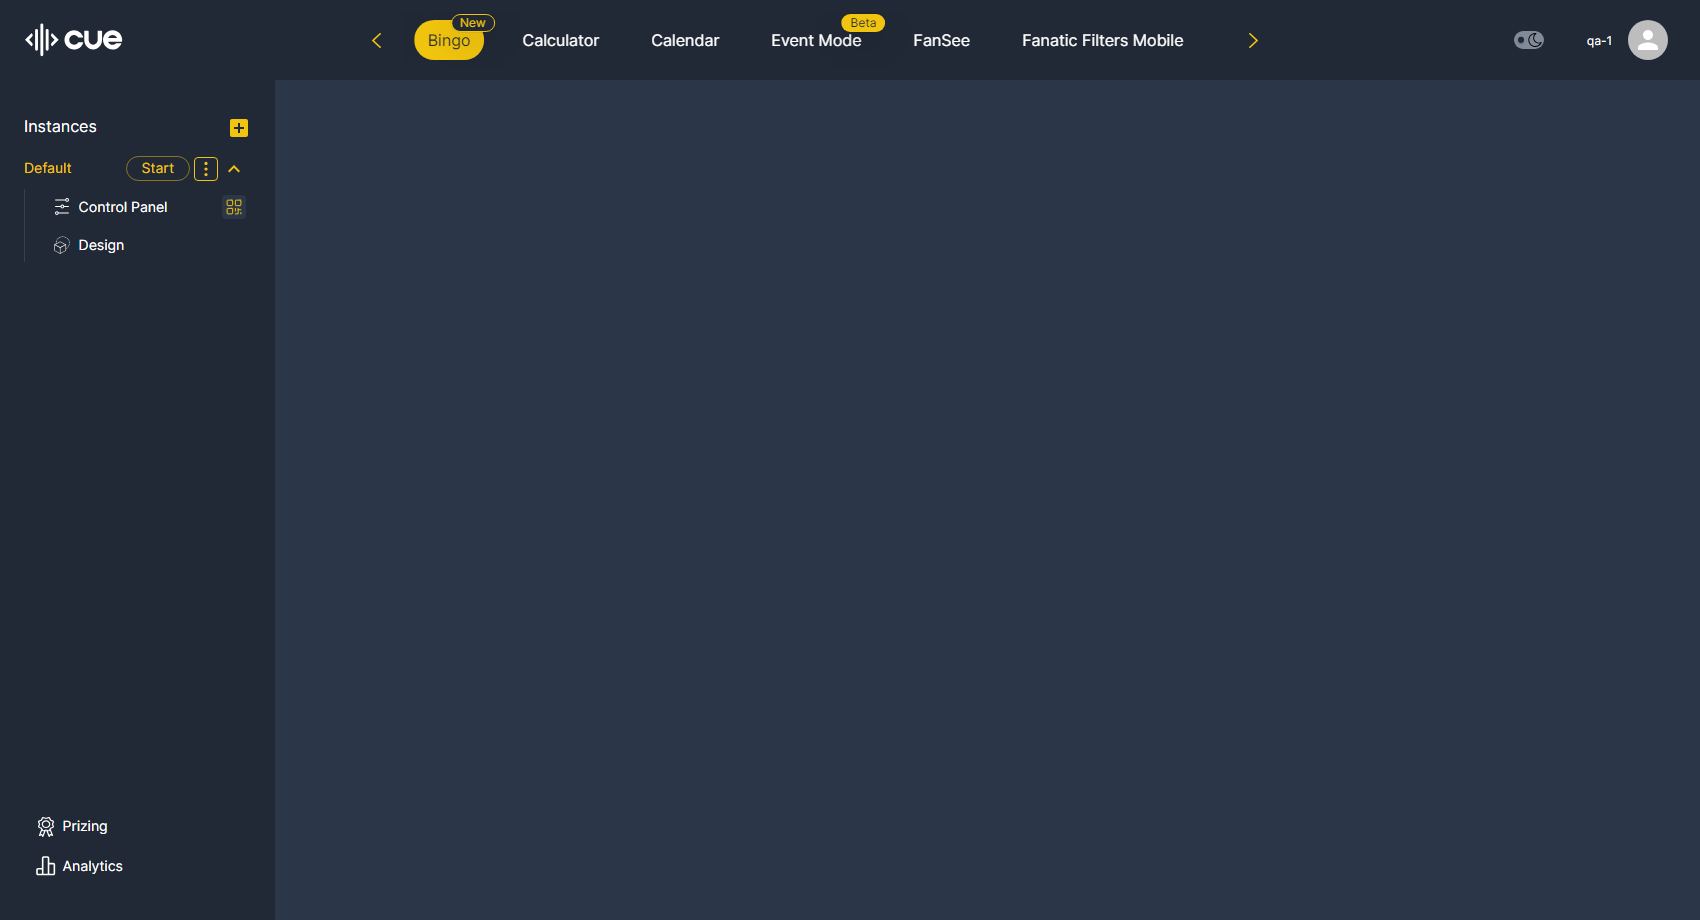 cue
New
Beta
Bingo Calculator Calendar Event Mode FanSee Fanatic Filters Mobile
qa-1
Instances
Default Start
Control Panel
Design
Prizing
Analytics